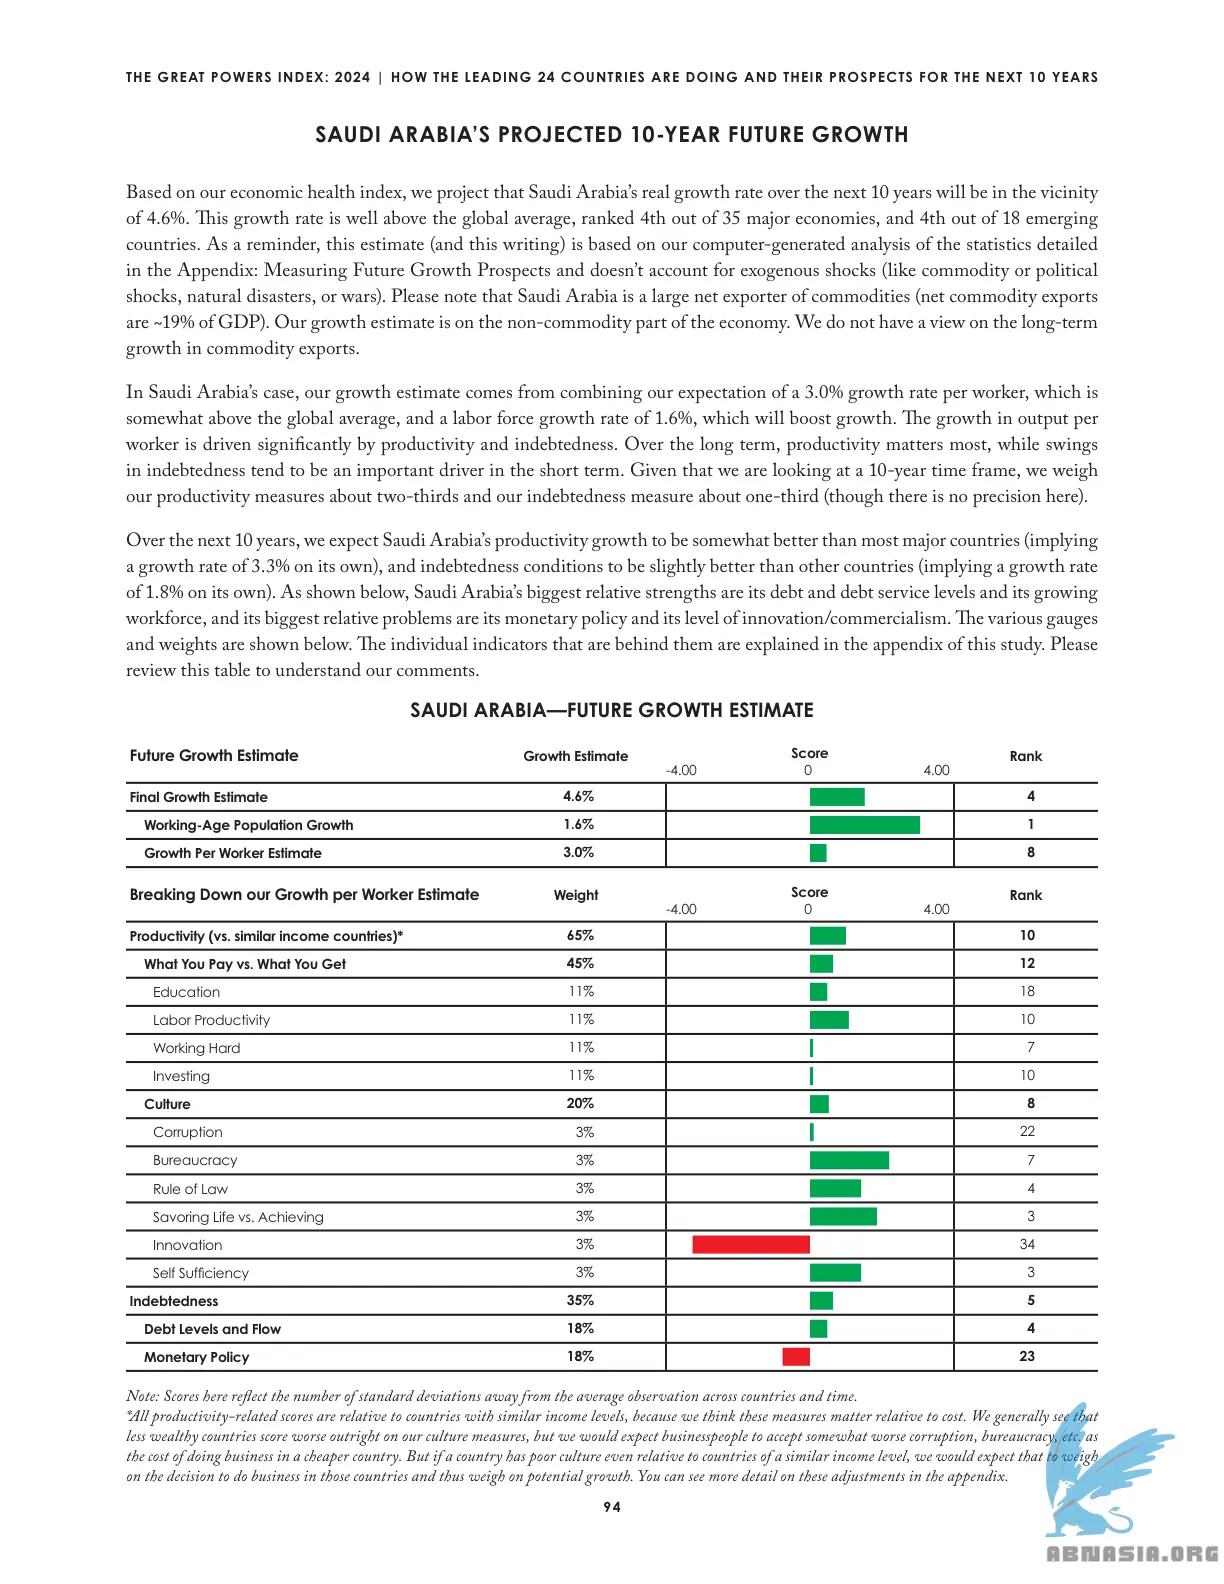 THE GREAT POWERS INDEX: 2024 | HOW THE LEADING 24 COUNTRIES ARE DOING AND THEIR PROSPECTS FOR THE NEXT 10 YEARS
SAUDI ARABIA’S PROJECTED 10-YEAR FUTURE GROWTH
Based on our economic health index, we project that Saudi Arabia’s real growth rate over the next 10 years will be in the vicinity
of 4.6%. This growth rate is well above the global average, ranked 4th out of 35 major economies, and 4th out of 18 emerging
countries. As a reminder, this estimate (and this writing) is based on our computer-generated analysis of the statistics detailed
in the Appendix: Measuring Future Growth Prospects and doesn’t account for exogenous shocks (like commodity or political
shocks, natural disasters, or wars). Please note that Saudi Arabia is a large net exporter of commodities (net commodity exports
are ~19% of GDP). Our growth estimate is on the non-commodity part of the economy. We do not have a view on the long-term
growth in commodity exports.
In Saudi Arabia’s case, our growth estimate comes from combining our expectation of a 3.0% growth rate per worker, which is
somewhat above the global average, and a labor force growth rate of 1.6%, which will boost growth. The growth in output per
worker is driven significantly by productivity and indebtedness. Over the long term, productivity matters most, while swings
in indebtedness tend to be an important driver in the short term. Given that we are looking at a 10-year time frame, we weigh
our productivity measures about two-thirds and our indebtedness measure about one-third (though there is no precision here).
Over the next 10 years, we expect Saudi Arabia’s productivity growth to be somewhat better than most major countries (implying
a growth rate of 3.3% on its own), and indebtedness conditions to be slightly better than other countries (implying a growth rate
of 1.8% on its own). As shown below, Saudi Arabia’s biggest relative strengths are its debt and debt service levels and its growing
workforce, and its biggest relative problems are its monetary policy and its level of innovation/commercialism. The various gauges
and weights are shown below. The individual indicators that are behind them are explained in the appendix of this study. Please
review this table to understand our comments.
SAUDI ARABIA—FUTURE GROWTH ESTIMATE
Future Growth Estimate Growth Estimate Score Rank
-4.00 0 4.00
Final Growth Estimate 4.6% 4
Working-Age Population Growth 1.6% 1
Growth Per Worker Estimate 3.0% 8
Breaking Down our Growth per Worker Estimate Weight Score Rank
-4.00 0 4.00
Productivity (vs. similar income countries)* 65% 10
What You Pay vs. What You Get 45% 12
Education 11% 18
Labor Productivity 11% 10
Working Hard 11% 7
Investing 11% 10
Culture 20% 8
Corruption 3% 22
Bureaucracy 3% 7
Rule of Law 3% 4
Savoring Life vs. Achieving 3% 3
Innovation 3% 34
Self Sufficiency 3% 3
Indebtedness 35% 5
Debt Levels and Flow 18% 4
Monetary Policy 18% 23
Note: Scores here reflect the number of standard deviations away from the average observation across countries and time.
*All productivity-related scores are relative to countries with similar income levels, because we think these measures matter relative to cost. We generally see that
less wealthy countries score worse outright on our culture measures, but we would expect businesspeople to accept somewhat worse corruption, bureaucracy, etc. as
the cost of doing business in a cheaper country. But if a country has poor culture even relative to countries of a similar income level, we would expect that to weigh
on the decision to do business in those countries and thus weigh on potential growth. You can see more detail on these adjustments in the appendix.
94
ABNASIA.ORG